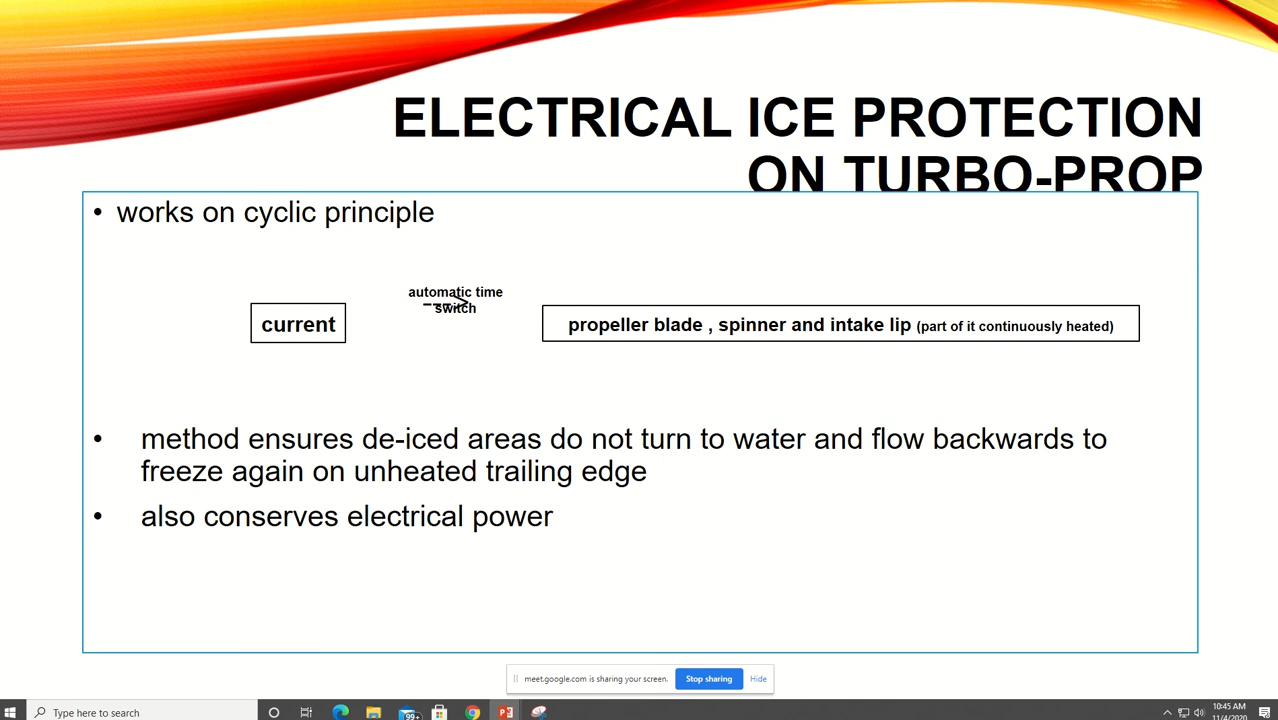 ELECTRICAL ICE PROTECTION
ON TURBO-PROP
• works on cyclic principle
automatic time
switch
current
propeller blade , spinner and intake lip (part of it continuously heated)
• method ensures de-iced areas do not turn to water and flow backwards to
freeze again on unheated trailing edge
• also conserves electrical power
meet.google.com is sharing your screen. Stop sharing Hide
Type here to search
99+
10:45 AM
11/4/2020